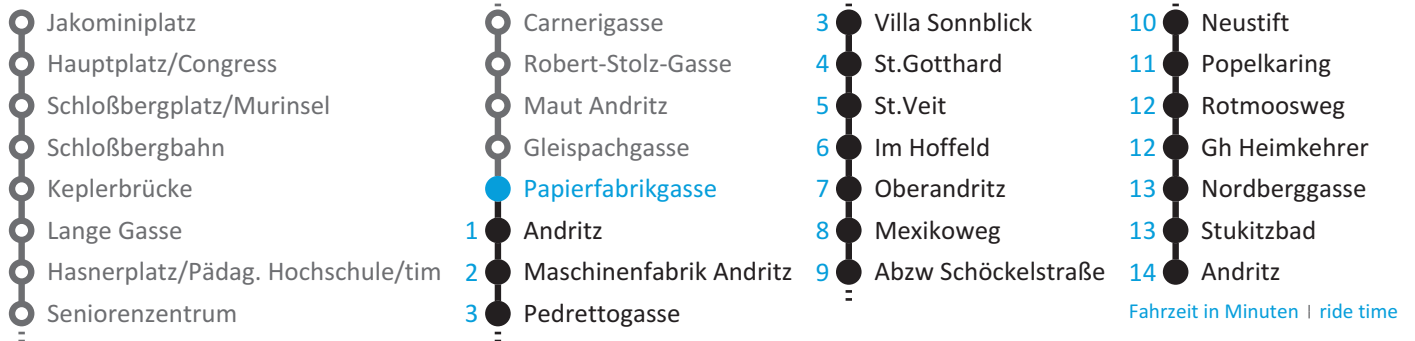 Jakominiplatz
Hauptplatz/Congress
Schloßbergplatz/Murinsel
Schloßbergbahn
Keplerbrücke
Lange Gasse
Hasnerplatz/Pädag. Hochschule/tim
Seniorenzentrum
Carnerigasse
Robert-Stolz-Gasse
Maut Andritz
Gleispachgasse
Papierfabrikgasse
1 Andritz
2 Maschinenfabrik Andritz
3 Pedrettogasse
3 Villa Sonnblick
4 St.Gotthard
5 St.Veit
6 Im Hoffeld
7 Oberandritz
8 Mexikoweg
9 Abzw Schöckelstraße
10 Neustift
11 Popelkaring
12 Rotmoosweg
12 Gh Heimkehrer
13 Nordberggasse
13 Stukitzbad
14 Andritz
Fahrzeit in Minuten | ride time